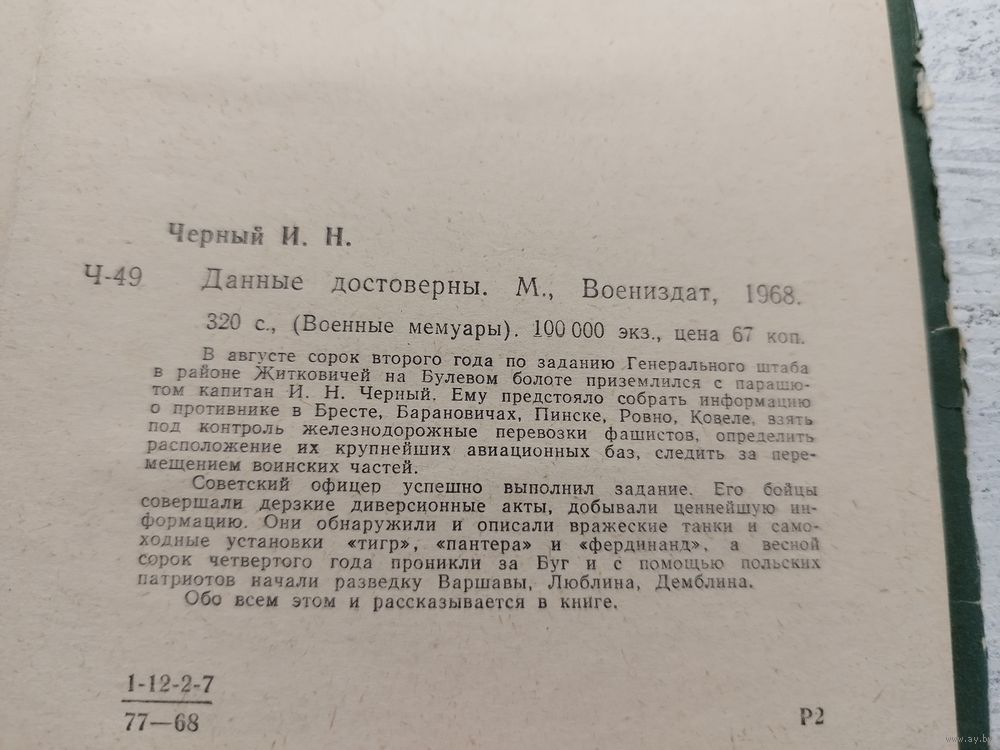 Черный И. Н.
Ч-49 Данные достоверны. М., Воениздат, 1968.
320 с., (Военные мемуары). 100 000 экз., цена 67 коп.
В августе сорок второго года по заданию Генерального штаба
в районе Житковичей на Булевом болоте приземлился с парашю-
том капитан И. Н. Черный. Ему предстояло собрать информацию
о противнике в Бресте, Барановичах, Пинске, Ровно, Ковеле, взять
под контроль железнодорожные перевозки фашистов, определить
расположение их крупнейших авиационных баз, следить за пере-
мещением воинских частей.
Советский офицер успешно выполнил задание. Его бойцы
совершали дерзкие диверсионные акты, добывали ценнейшую ин-
формацию. Они обнаружили и описали вражеские танки и само-
ходные установки «тигр», «пантера» и «фердинанд», а весной
сорок четвертого года проникли за Буг и с помощью польских
патриотов начали разведку Варшавы, Люблина, Демблина.
Обо всем этом и рассказывается в книге.
1-12-2-7
77—68
Р2
www.ay.by